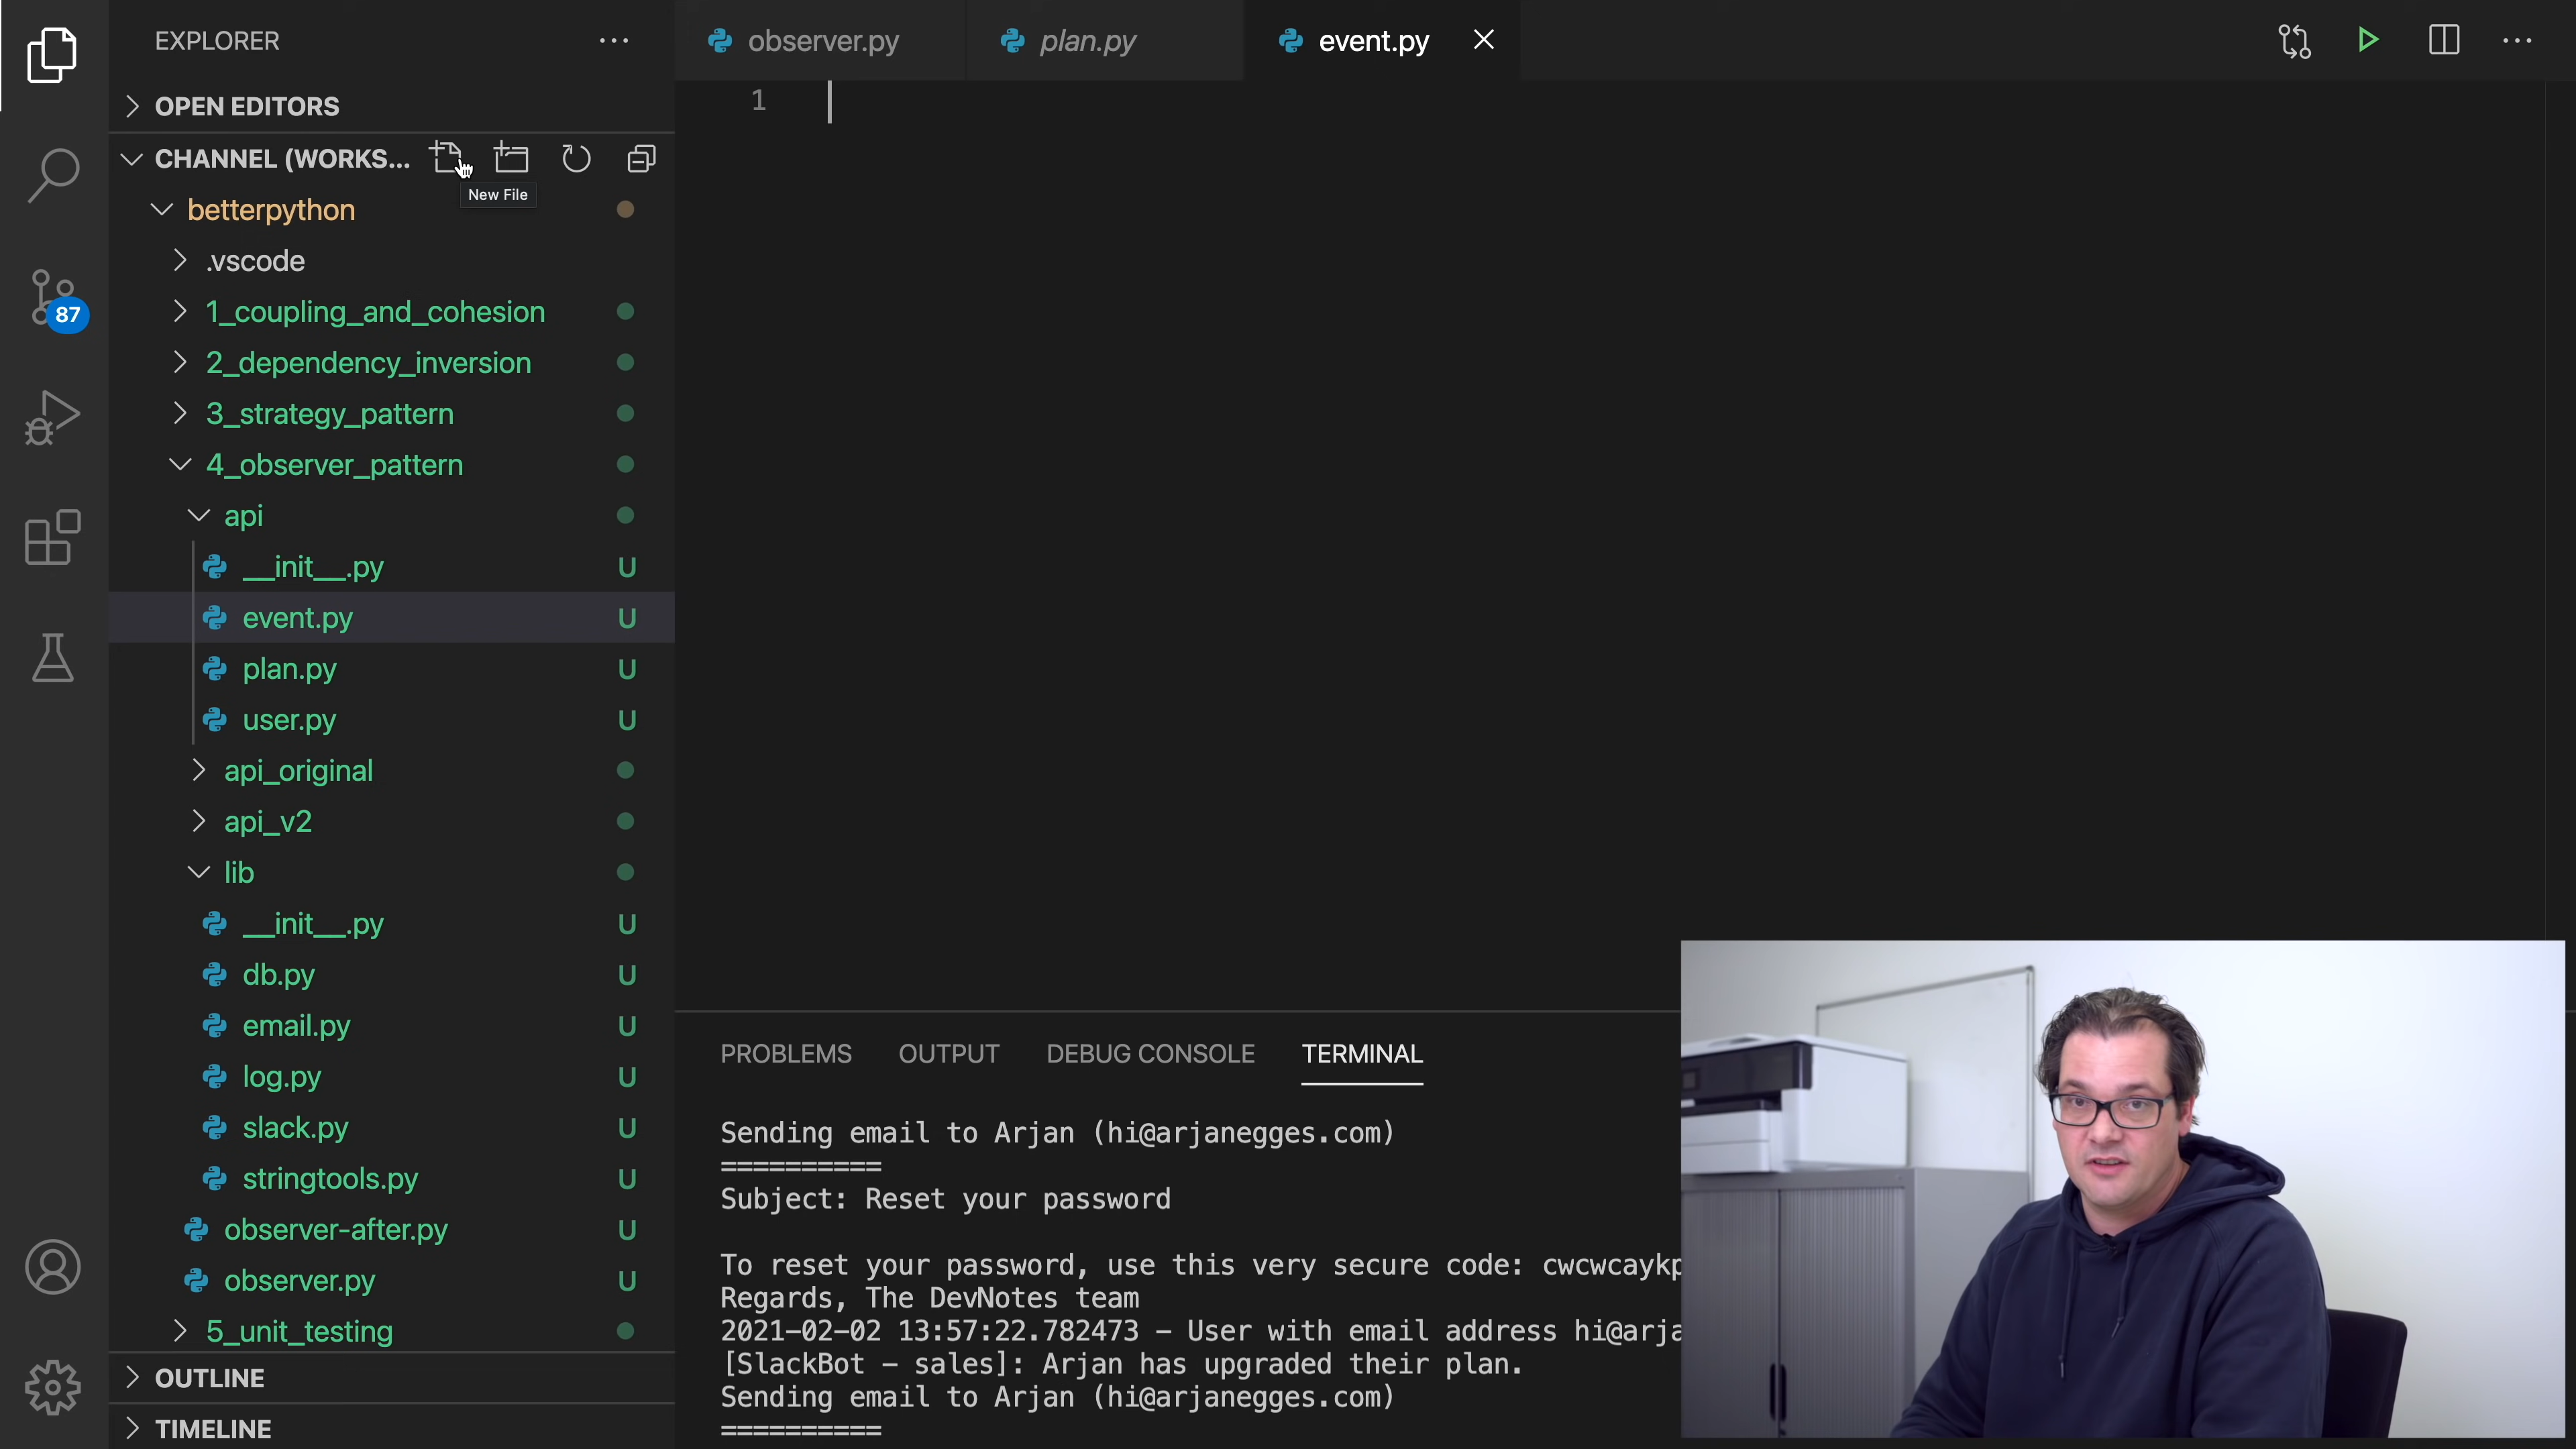 EXPLORER
OPEN EDITORS
CHANNEL (WORKS...
New File
betterpython
.vscode
1_coupling_and_cohesion
2_dependency_inversion
3_strategy_pattern
4_observer_pattern
api
__init__.py U
event.py U
plan.py U
user.py U
api_original
api_v2
lib
__init__.py U
db.py U
email.py U
log.py U
slack.py U
stringtools.py U
observer-after.py U
observer.py U
5_unit_testing
OUTLINE
TIMELINE
87
observer.py plan.py event.py
1
PROBLEMS OUTPUT DEBUG CONSOLE TERMINAL
Sending email to Arjan (hi@arjanegges.com)
==========
Subject: Reset your password
To reset your password, use this very secure code: cwcwcaykp
Regards, The DevNotes team
2021-02-02 13:57:22.782473 - User with email address hi@arja
[SlackBot - sales]: Arjan has upgraded their plan.
Sending email to Arjan (hi@arjanegges.com)
==========